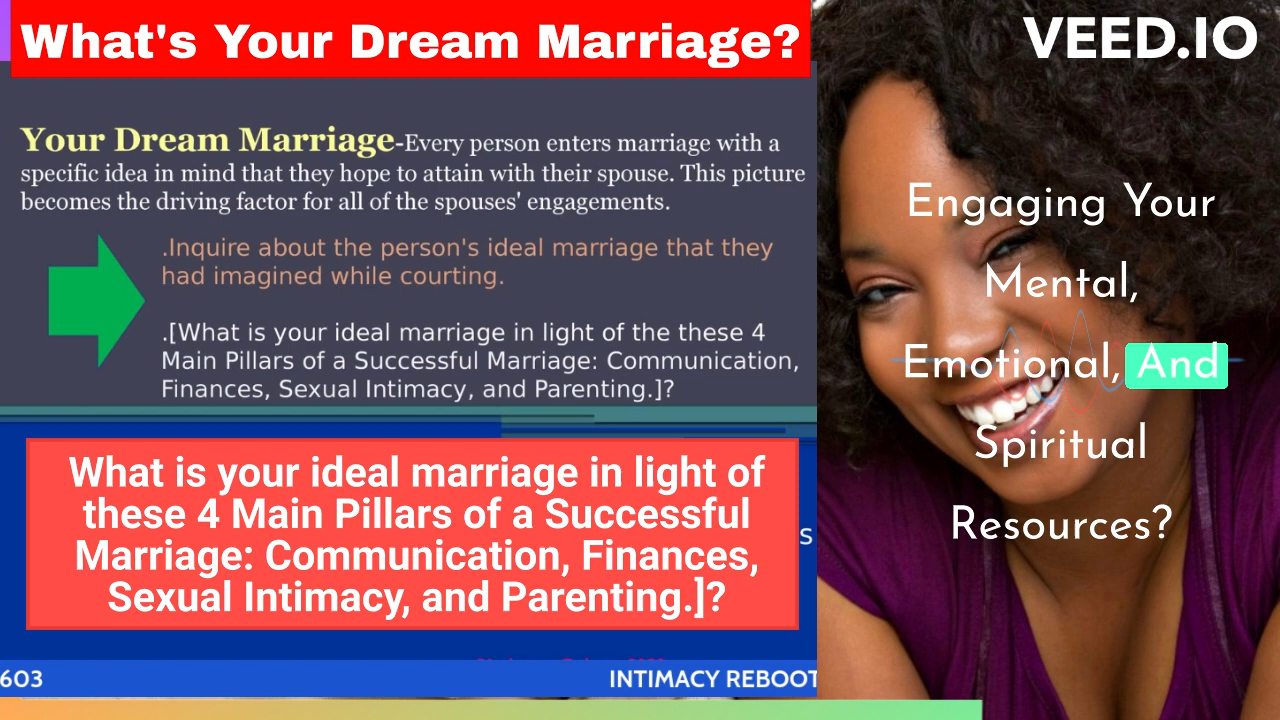 What's Your Dream Marriage?
Your Dream Marriage-Every person enters marriage with a
specific idea in mind that they hope to attain with their spouse. This picture
becomes the driving factor for all of the spouses' engagements.
.Inquire about the person's ideal marriage that they
had imagined while courting.
.[What is your ideal marriage in light of the these 4
Main Pillars of a Successful Marriage: Communication,
Finances, Sexual Intimacy, and Parenting.]?
What is your ideal marriage in light of
these 4 Main Pillars of a Successful
Marriage: Communication, Finances,
Sexual Intimacy, and Parenting.]?
s
603
INTIMACY REBOOT
VEED.IO
Engaging Your
Mental,
Emotional, And
Spiritual
Resources?